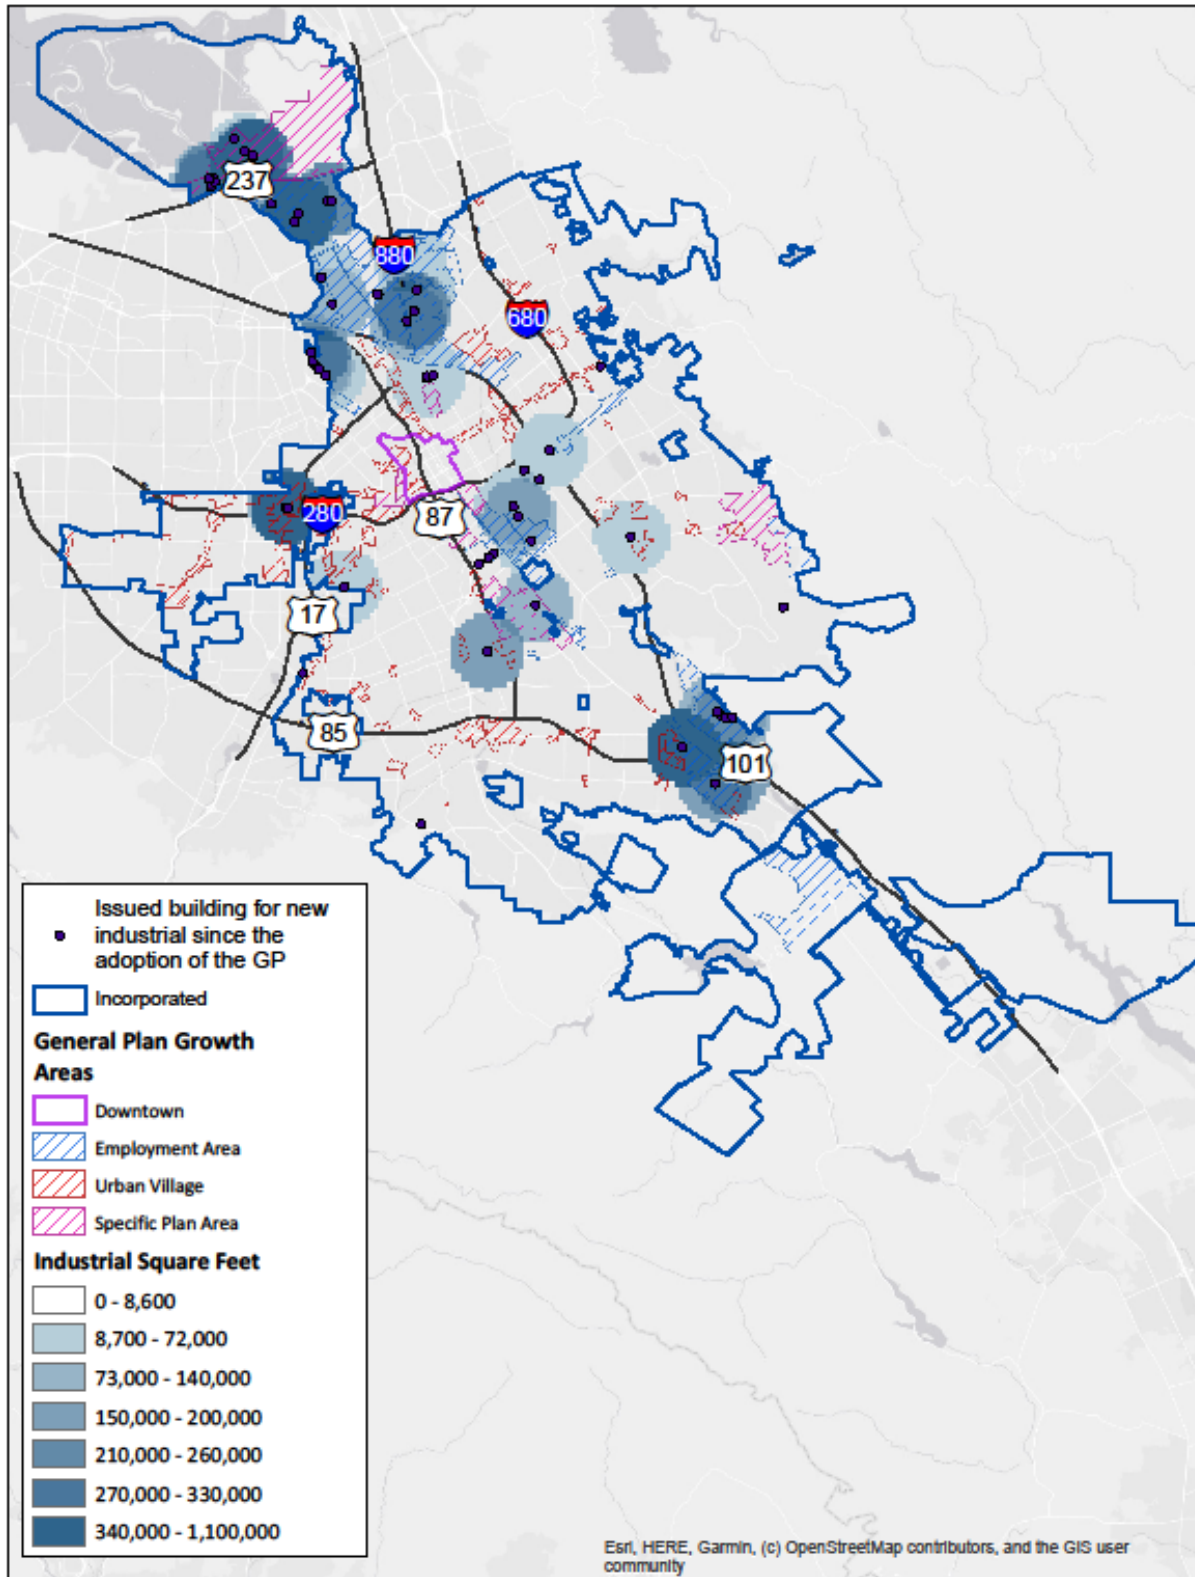 237
880
680
280
87
17
85
101
Issued building for new
industrial since the
adoption of the GP
Incorporated
General Plan Growth
Areas
Downtown
Employment Area
Urban Village
Specific Plan Area
Industrial Square Feet
0 - 8,600
8,700 - 72,000
73,000 - 140,000
150,000 - 200,000
210,000 - 260,000
270,000 - 330,000
340,000 - 1,100,000
Esri, HERE, Garmin, (c) OpenStreetMap contributors, and the GIS user
community